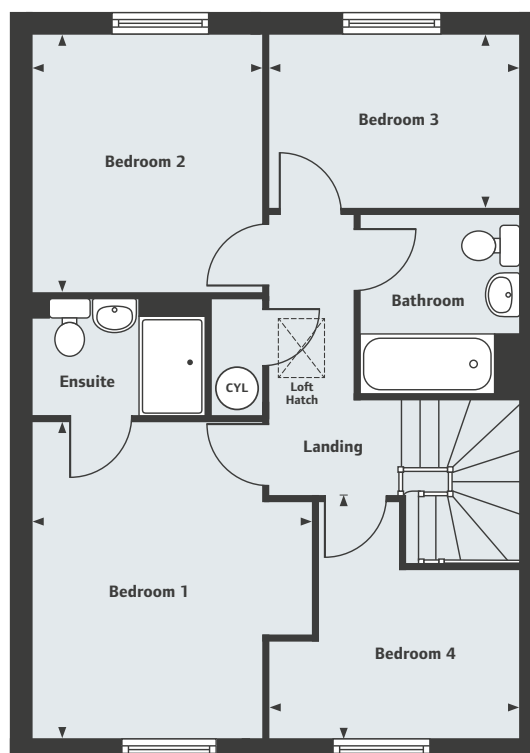 Bedroom 3
Bedroom 2
Bathroom
Ensuite
CYL
Loft
Hatch
Landing
Bedroom 1
Bedroom 4